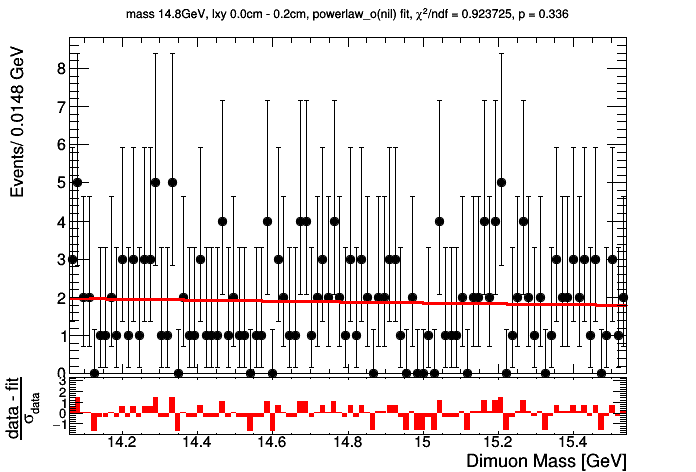 mass 14.8GeV, lxy 0.0cm - 0.2cm, powerlaw_o(nil) fit, χ²/ndf = 0.923725, p = 0.336
Events/ 0.0148 GeV
8
7
6
5
4
3
2
1
0
data - fit
σdata
3
2
1
0
−1
14.2 14.4 14.6 14.8 15 15.2 15.4
Dimuon Mass [GeV]